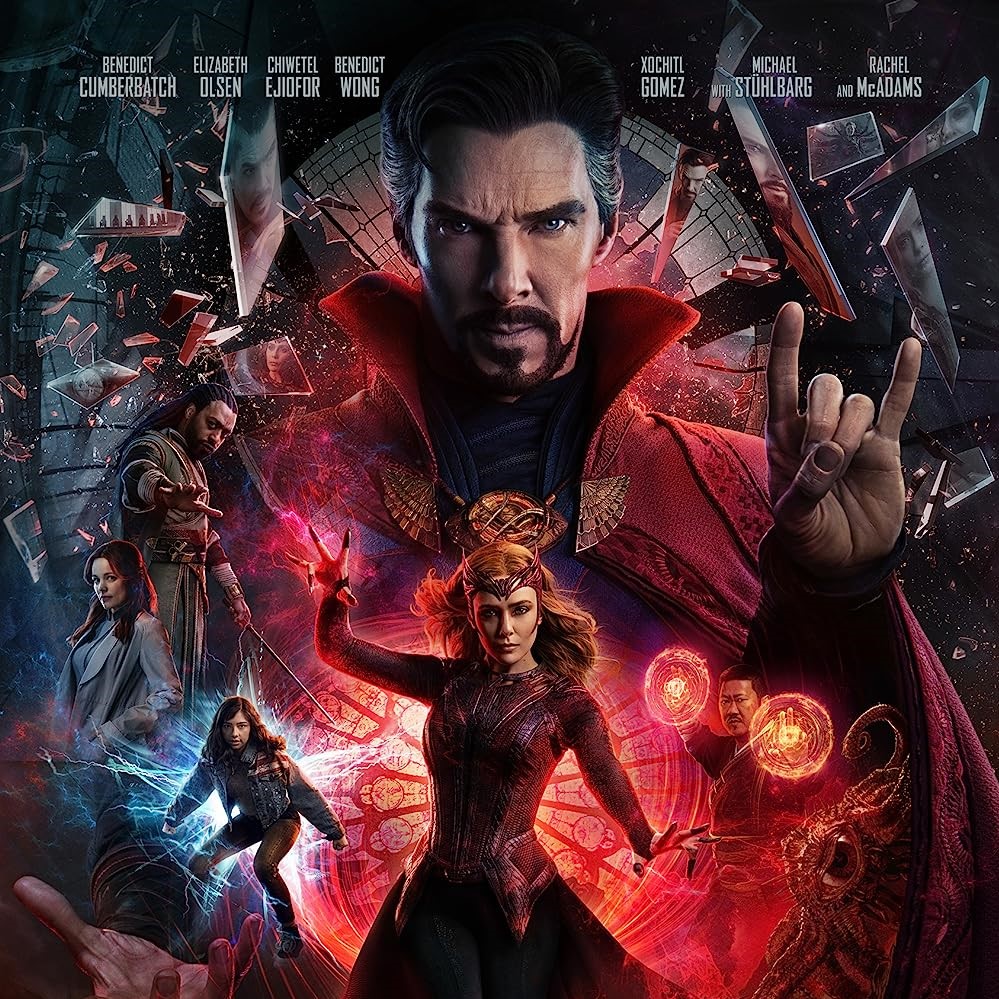 BENEDICT
CUMBERBATCH
ELIZABETH
OLSEN
CHIWETEL
EJIOFOR
BENEDICT
WONG
XOCHITL
GOMEZ
MICHAEL
WITH STÜHLBARG
RACHEL
AND McADAMS